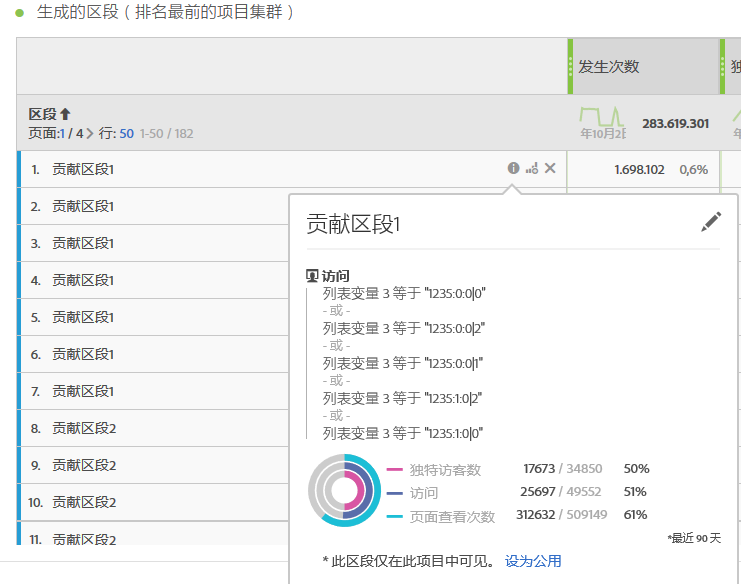 生成的区段（排名最前的项目集群）
发生次数
独
区段
页面:1 / 4 行: 50 1-50 / 182
年10月2日
283.619.301
年
1. 贡献区段1
1.698.102 0,6%
2. 贡献区段1
3. 贡献区段1
4. 贡献区段1
5. 贡献区段1
6. 贡献区段1
7. 贡献区段1
8. 贡献区段2
9. 贡献区段2
10. 贡献区段2
11. 贡献区段2
贡献区段1
访问
列表变量 3 等于 "1235:0:0|0"
- 或 -
列表变量 3 等于 "1235:0:0|2"
- 或 -
列表变量 3 等于 "1235:0:0|1"
- 或 -
列表变量 3 等于 "1235:1:0|2"
- 或 -
列表变量 3 等于 "1235:1:0|0"
独特访客数 17673 / 34850 50%
访问 25697 / 49552 51%
页面查看次数 312632 / 509149 61%
*最近 90 天
* 此区段仅在此项目中可见。 设为公用